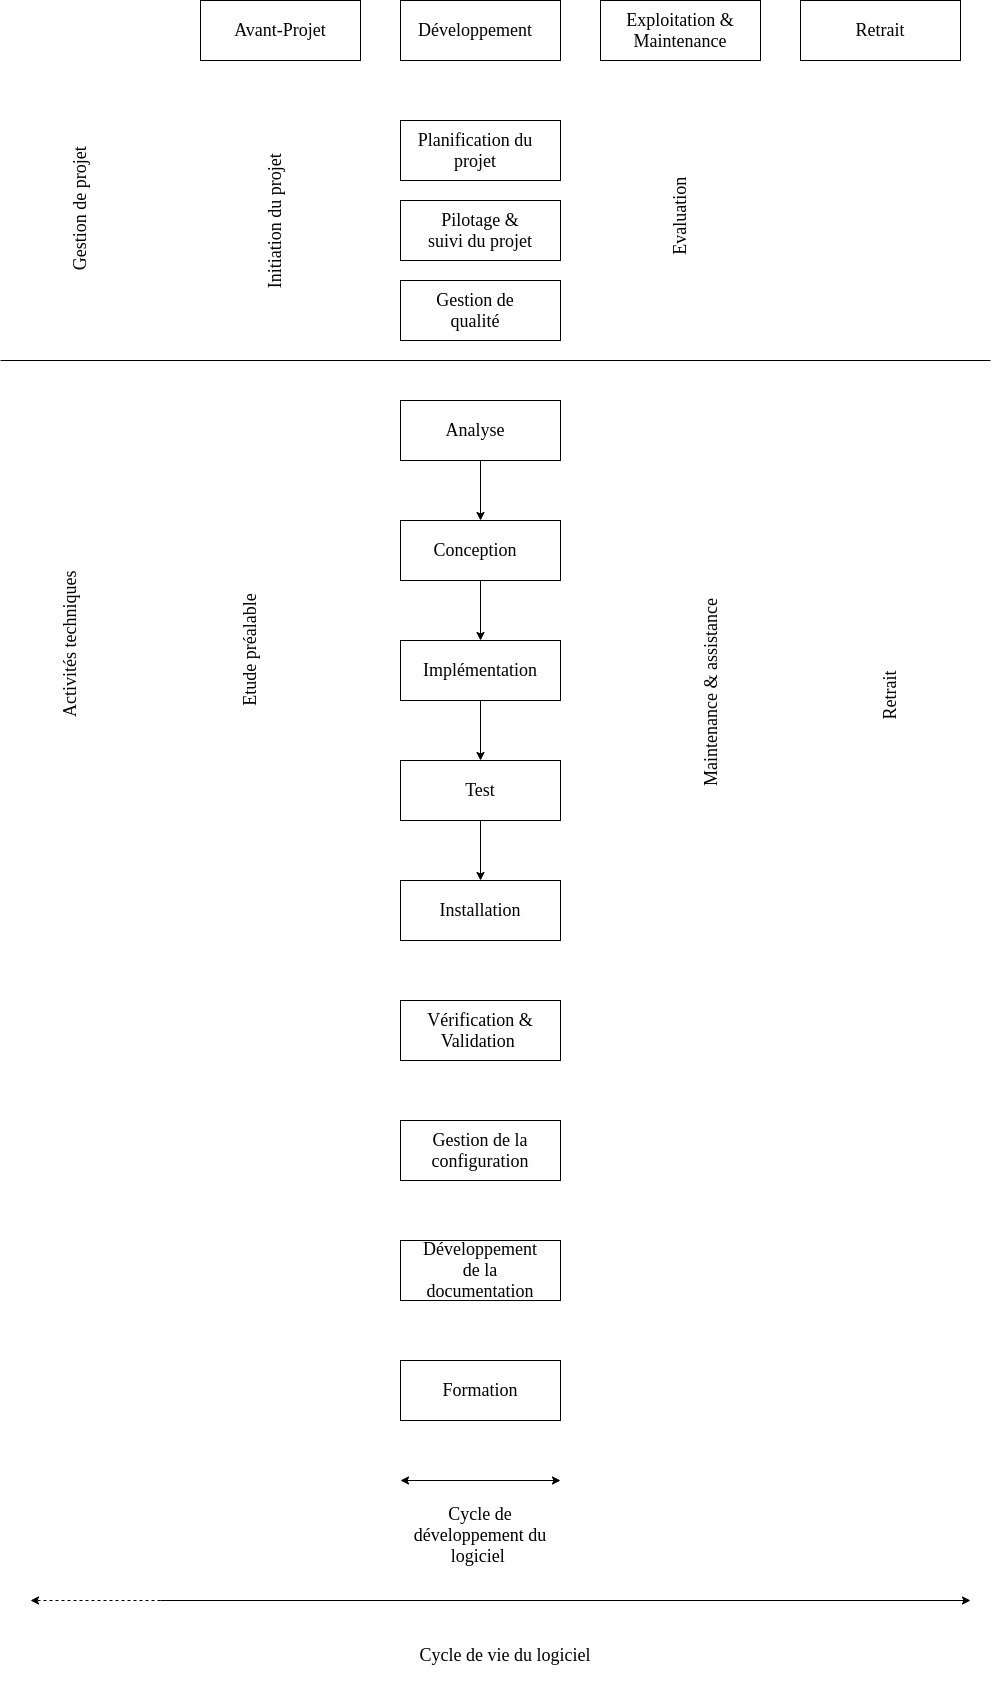 Avant-Projet
Développement
Exploitation &
Maintenance
Retrait
Gestion de projet
Initiation du projet
Planification du
projet
Pilotage &
suivi du projet
Gestion de
qualité
Evaluation
Activités techniques
Etude préalable
Analyse
Conception
Implémentation
Test
Installation
Vérification &
Validation
Gestion de la
configuration
Développement
de la
documentation
Formation
Maintenance & assistance
Retrait
Cycle de
développement du
logiciel
Cycle de vie du logiciel